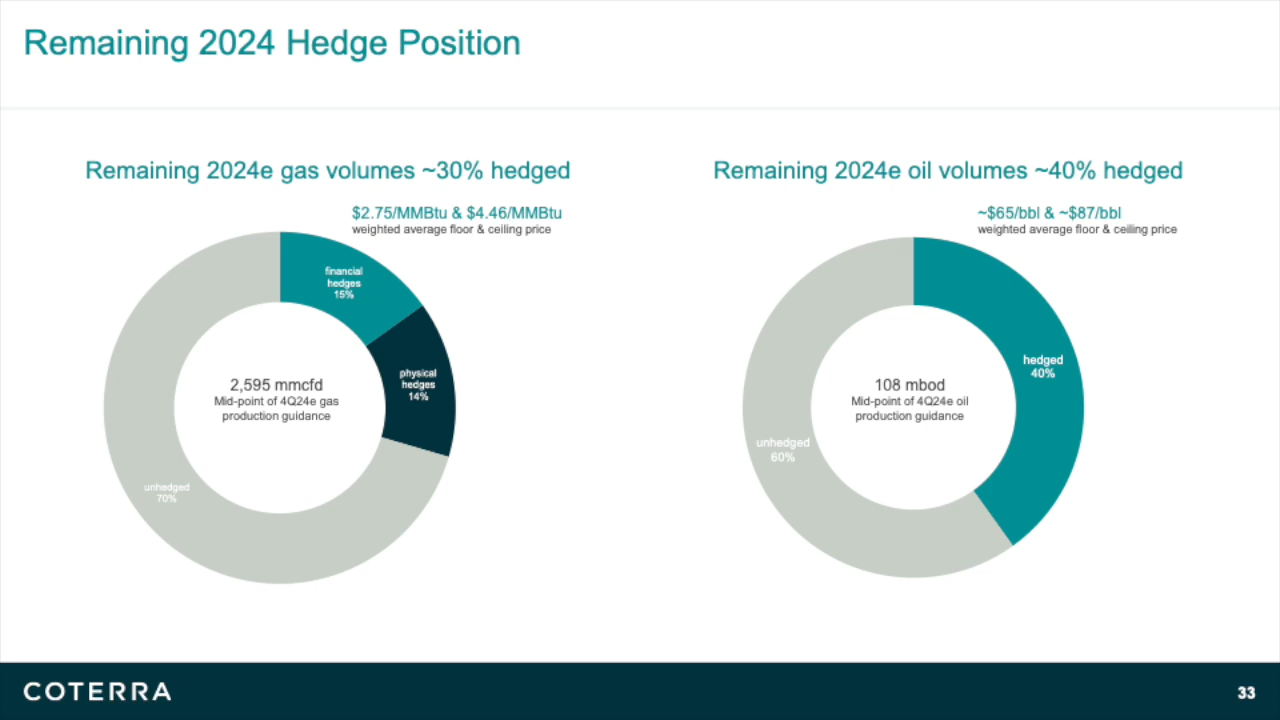 Remaining 2024 Hedge Position
Remaining 2024e gas volumes ~30% hedged
$2.75/MMBtu & $4.46/MMBtu
weighted average floor & ceiling price
financial
hedges
15%
physical
hedges
14%
2,595 mmcfd
Mid-point of 4Q24e gas
production guidance
unhedged
70%
Remaining 2024e oil volumes ~40% hedged
~$65/bbl & ~$87/bbl
weighted average floor & ceiling price
hedged
40%
108 mbod
Mid-point of 4Q24e oil
production guidance
unhedged
60%
COTERRA
33